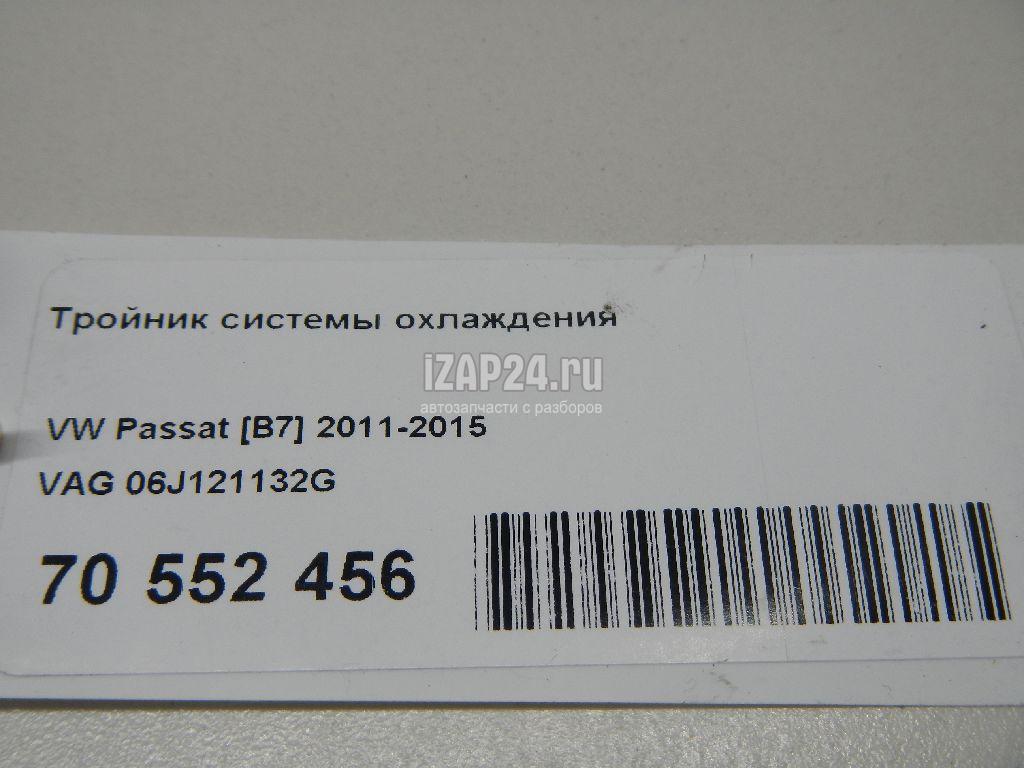 Тройник системы охлаждения
iZAP24.ru
автозапчасти с разборов
VW Passat [B7] 2011-2015
VAG 06J121132G
70 552 456